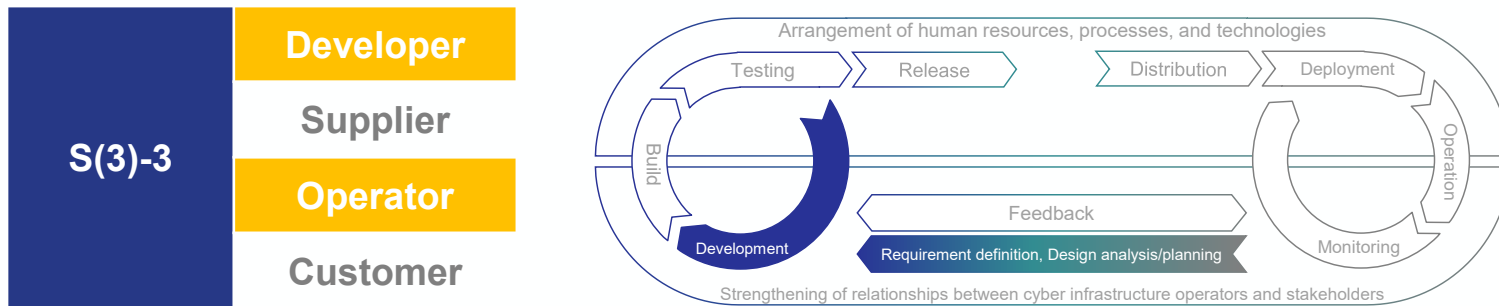 S(3)-3
Developer
Supplier
Operator
Customer
Arrangement of human resources, processes, and technologies
Testing
Release
Distribution
Deployment
Build
Operation
Feedback
Development
Requirement definition, Design analysis/planning
Monitoring
Strengthening of relationships between cyber infrastructure operators and stakeholders